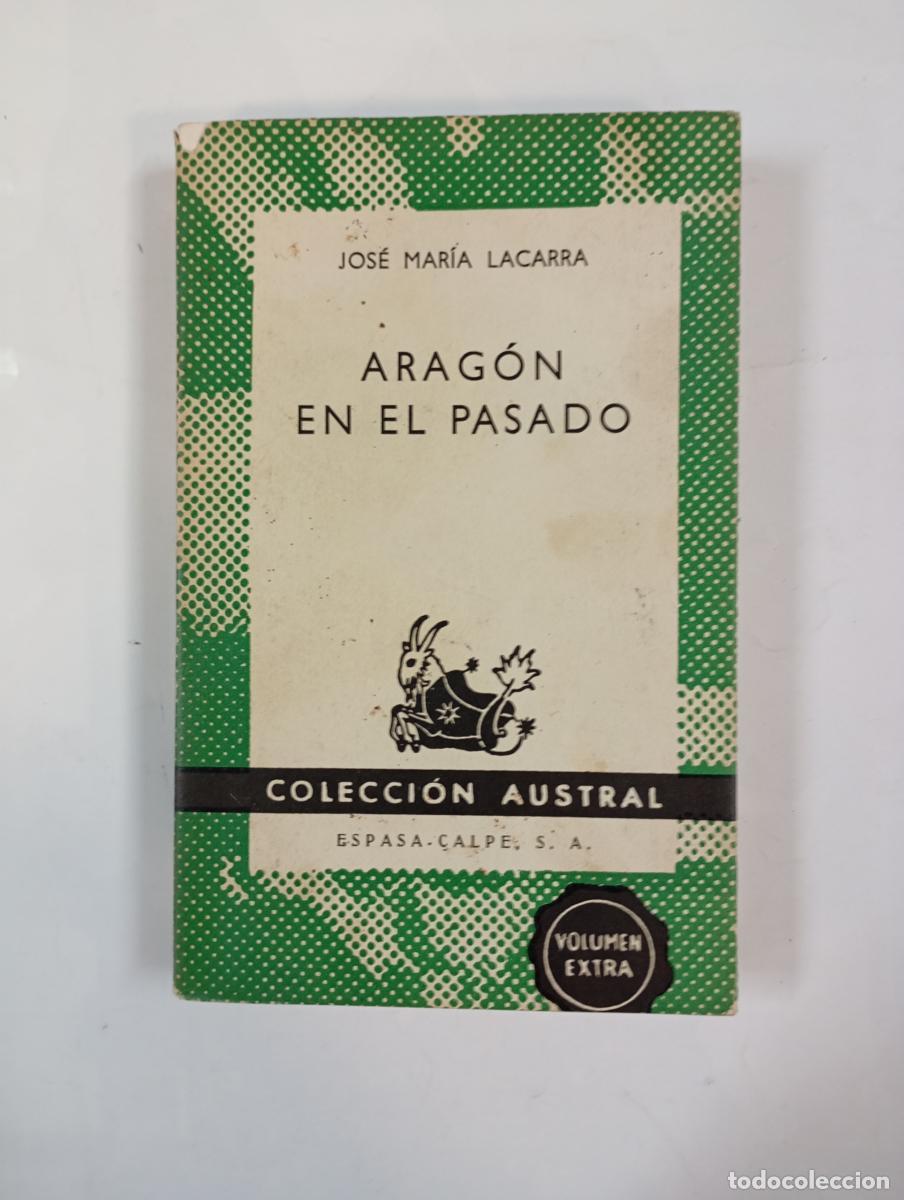 JOSÉ MARÍA LACARRA
ARAGÓN
EN EL PASADO
COLECCIÓN AUSTRAL
ESPASA-CALPE, S. A.
VOLUMEN
EXTRA
todocoleccion